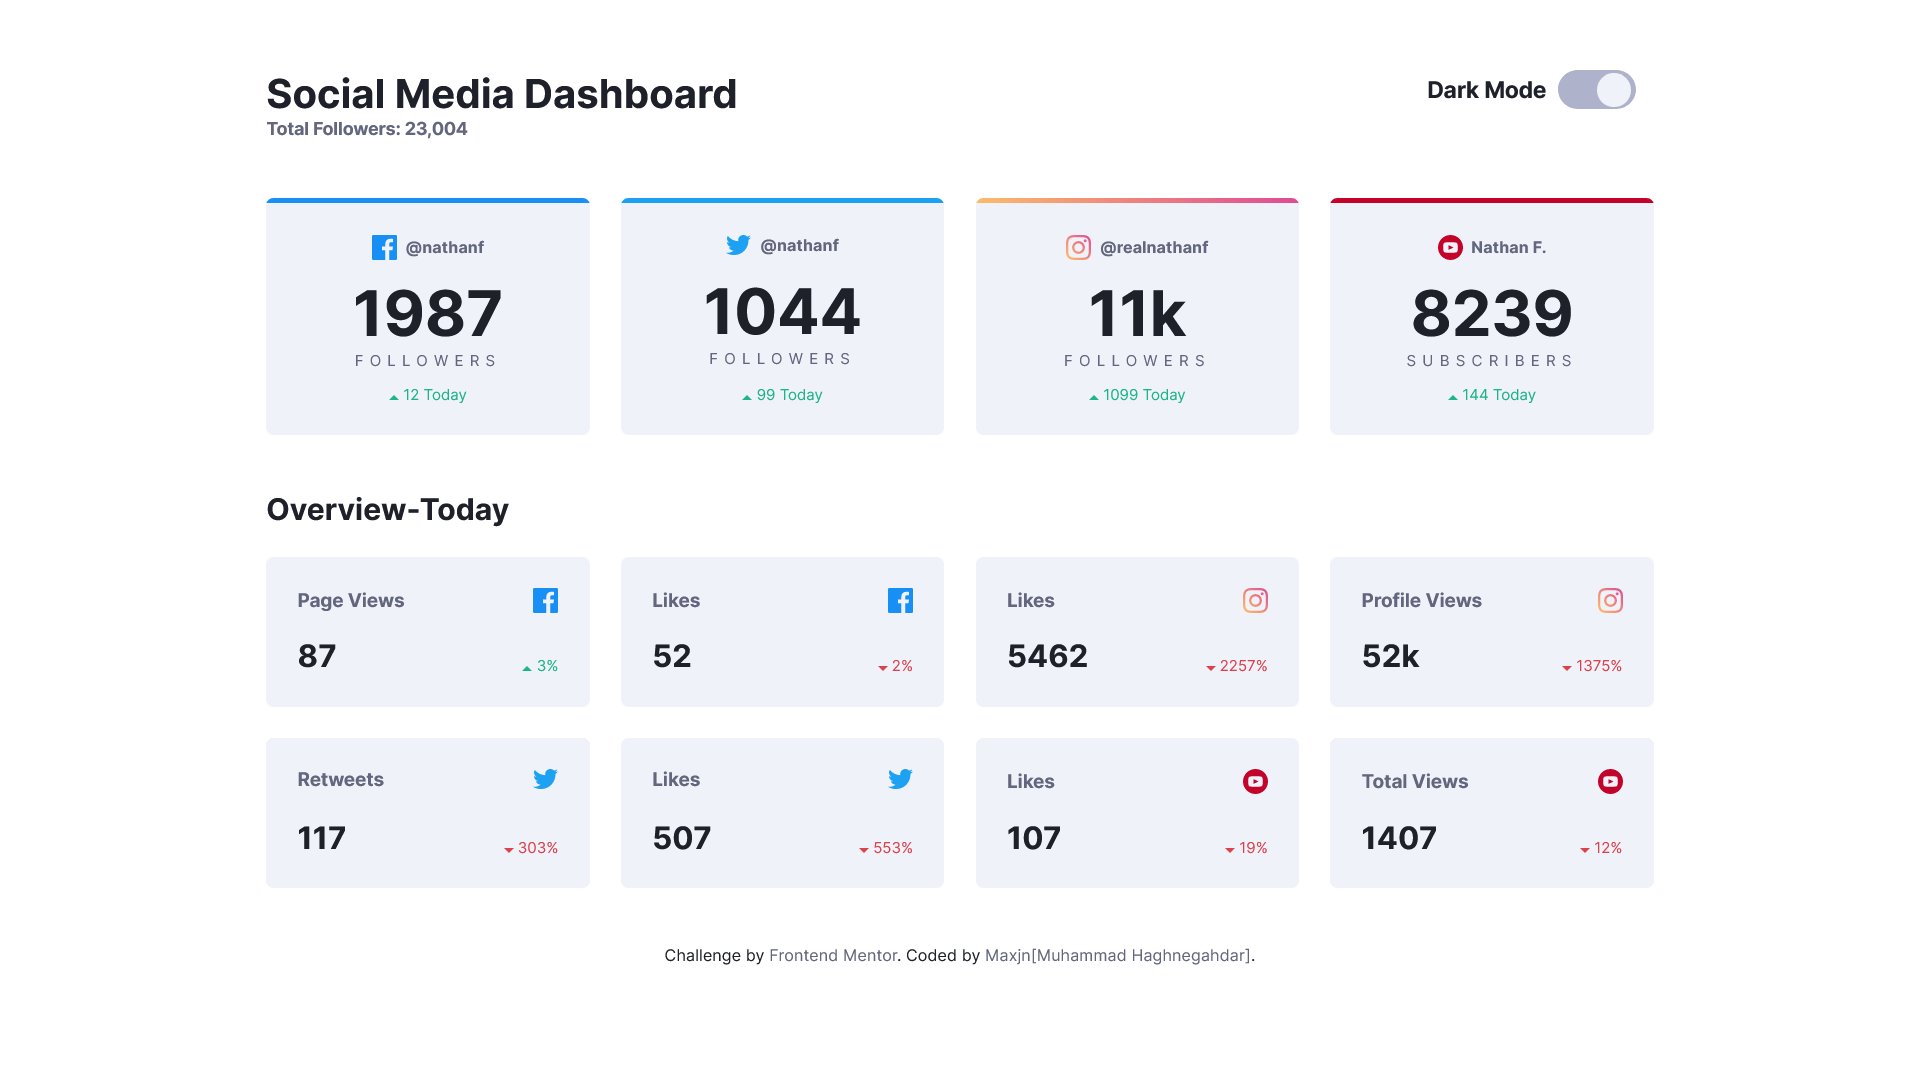 Social Media Dashboard
Total Followers: 23,004
Dark Mode
@nathanf
1987
FOLLOWERS
12 Today
@nathanf
1044
FOLLOWERS
99 Today
@realnathanf
11k
FOLLOWERS
1099 Today
Nathan F.
8239
SUBSCRIBERS
144 Today
Overview-Today
Page Views
87
3%
Likes
52
2%
Likes
5462
2257%
Profile Views
52k
1375%
Retweets
117
303%
Likes
507
553%
Likes
107
19%
Total Views
1407
12%
Challenge by Frontend Mentor. Coded by Maxjn[Muhammad Haghnegahdar].